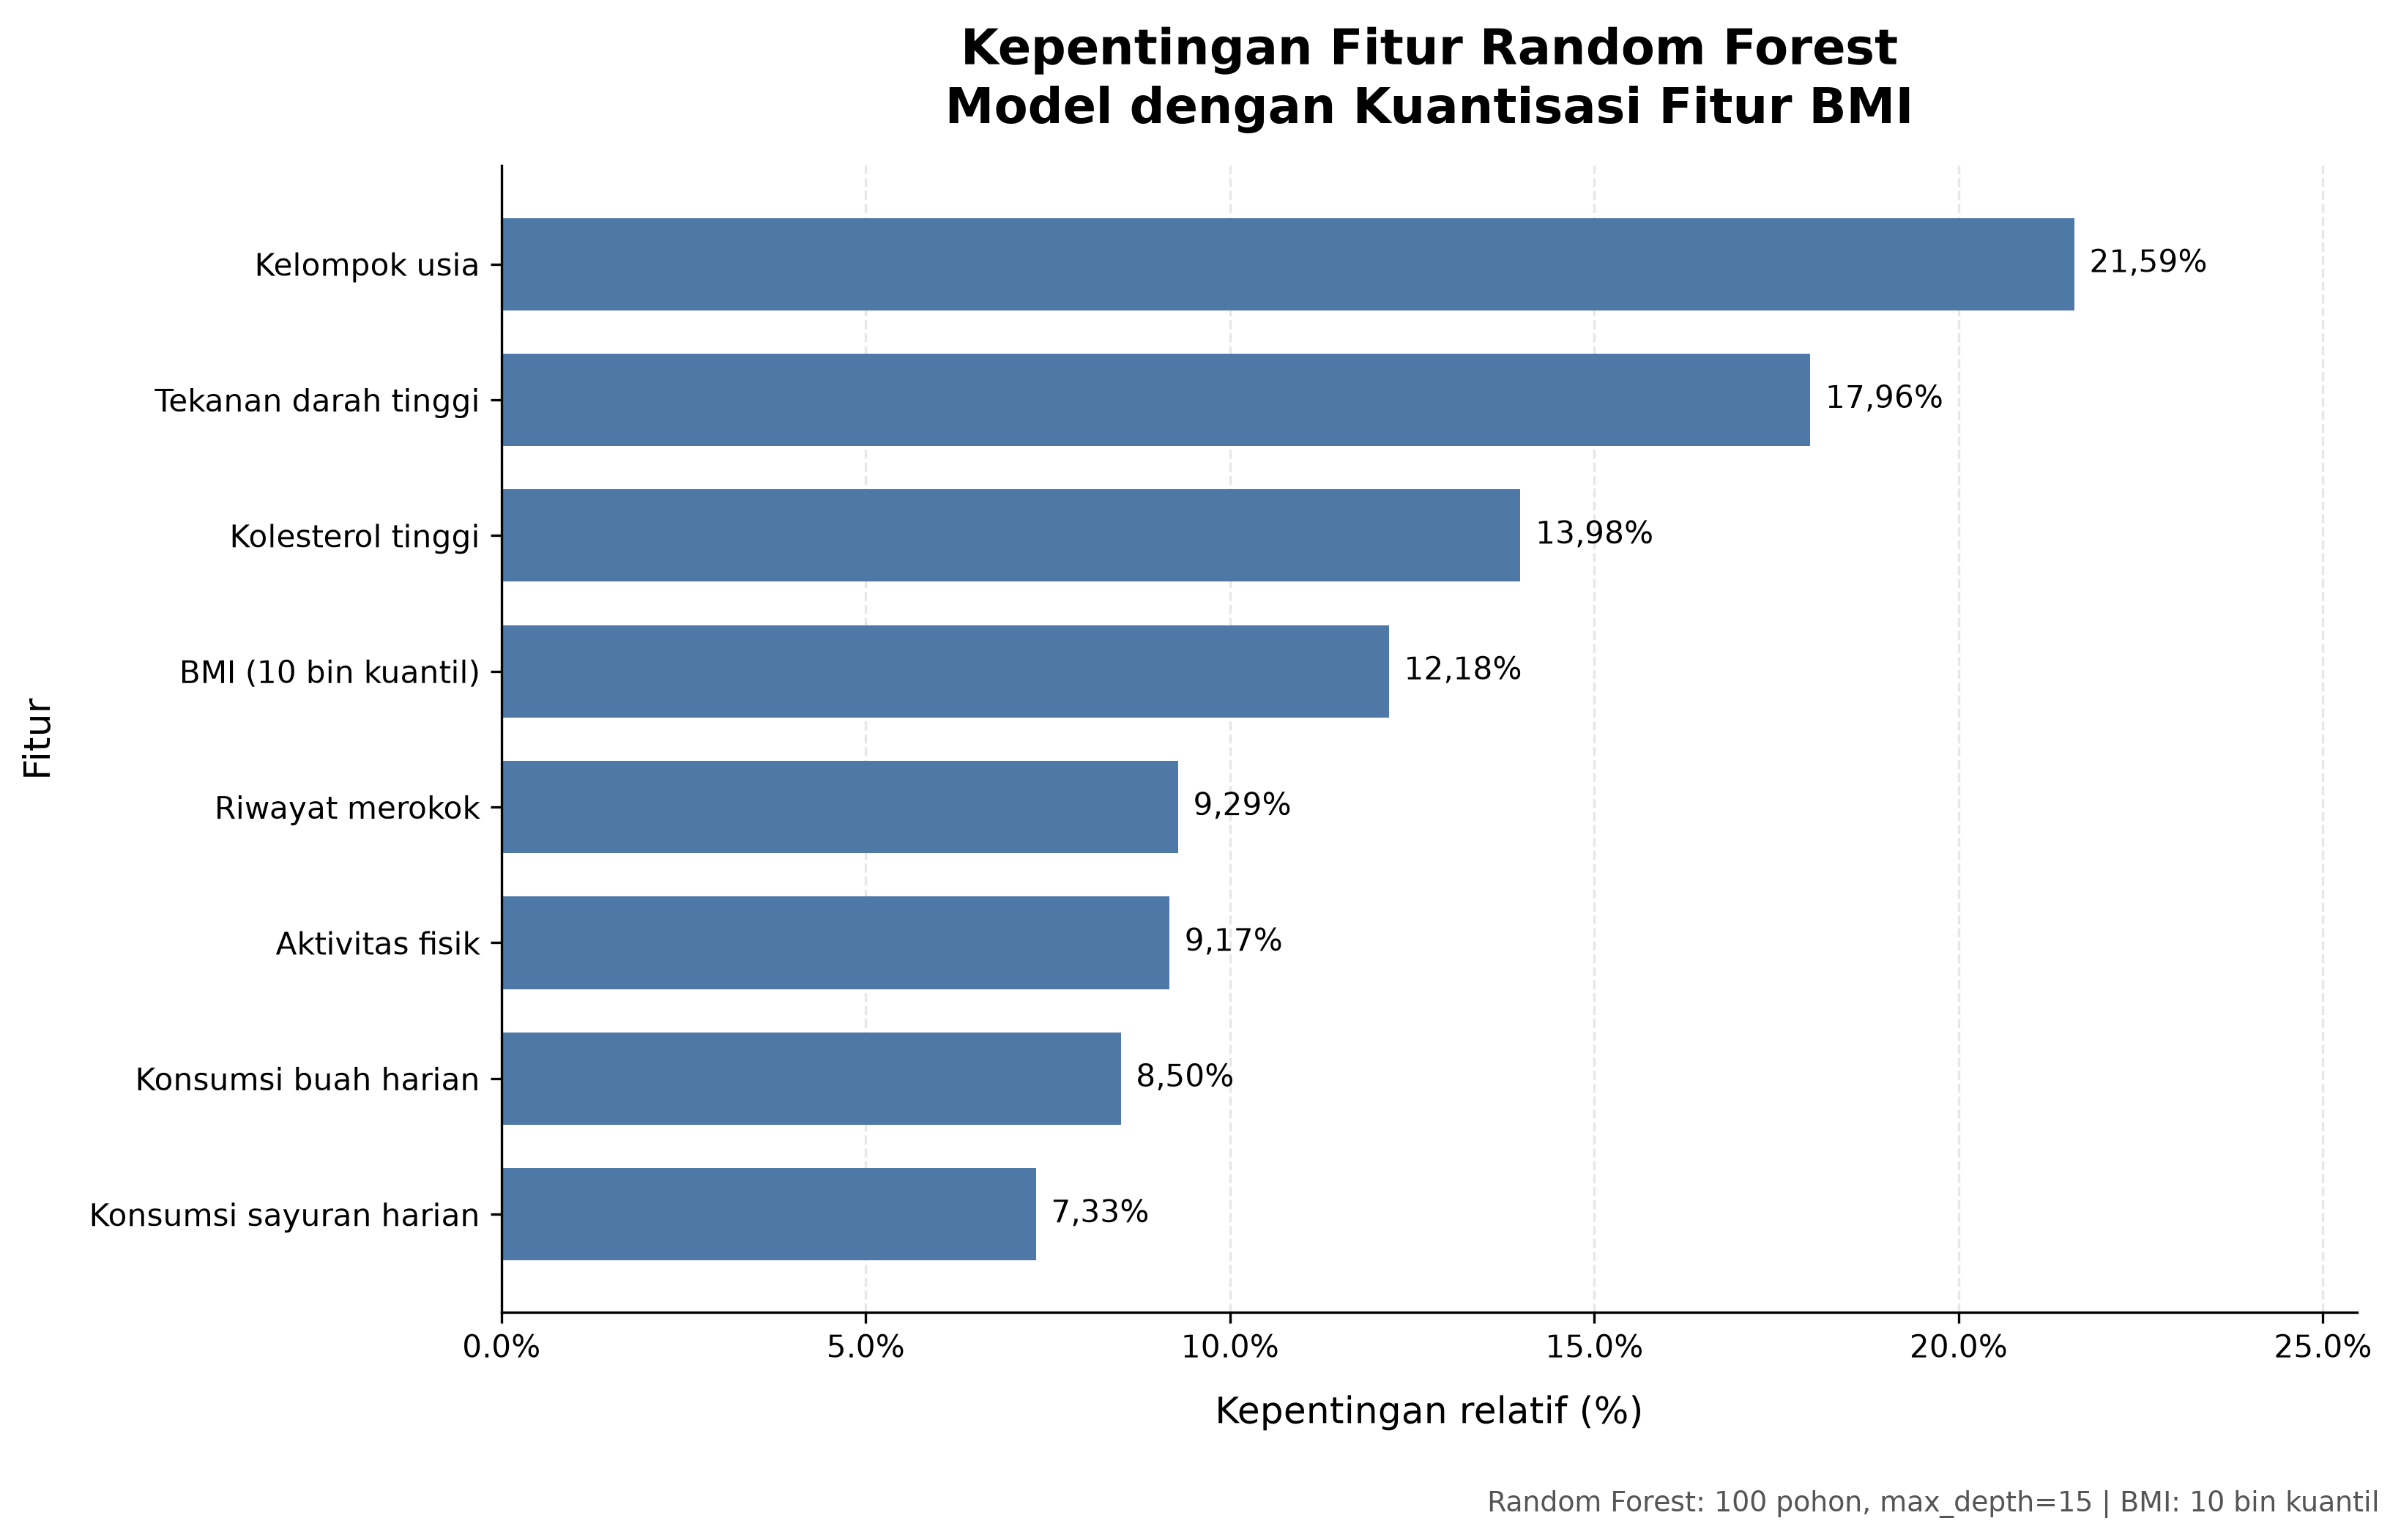 Kepentingan Fitur Random Forest
Model dengan Kuantisasi Fitur BMI
Fitur
Kelompok usia 21,59%
Tekanan darah tinggi 17,96%
Kolesterol tinggi 13,98%
BMI (10 bin kuantil) 12,18%
Riwayat merokok 9,29%
Aktivitas fisik 9,17%
Konsumsi buah harian 8,50%
Konsumsi sayuran harian 7,33%
0.0% 5.0% 10.0% 15.0% 20.0% 25.0%
Kepentingan relatif (%)
Random Forest: 100 pohon, max_depth=15 | BMI: 10 bin kuantil